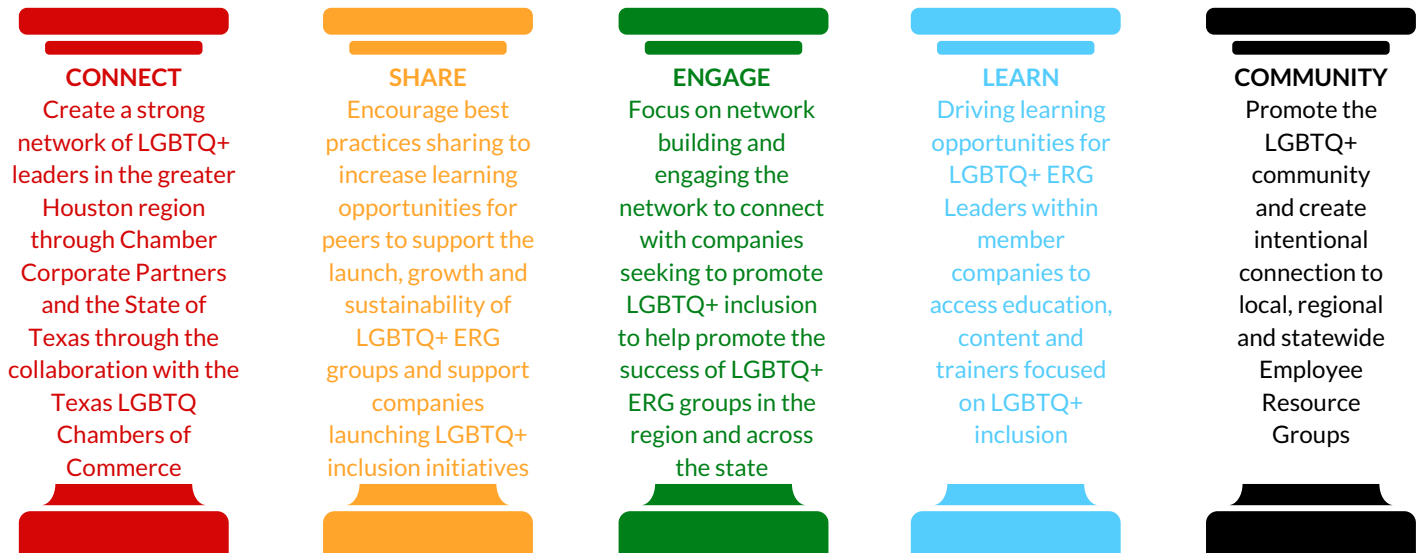 CONNECT
Create a strong
network of LGBTQ+
leaders in the greater
Houston region
through Chamber
Corporate Partners
and the State of
Texas through the
collaboration with the
Texas LGBTQ
Chambers of
Commerce
SHARE
Encourage best
practices sharing to
increase learning
opportunities for
peers to support the
launch, growth and
sustainability of
LGBTQ+ ERG
groups and support
companies
launching LGBTQ+
inclusion initiatives
ENGAGE
Focus on network
building and
engaging the
network to connect
with companies
seeking to promote
LGBTQ+ inclusion
to help promote the
success of LGBTQ+
ERG groups in the
region and across
the state
LEARN
Driving learning
opportunities for
LGBTQ+ ERG
Leaders within
member
companies to
access education,
content and
trainers focused
on LGBTQ+
inclusion
COMMUNITY
Promote the
LGBTQ+
community
and create
intentional
connection to
local, regional
and statewide
Employee
Resource
Groups